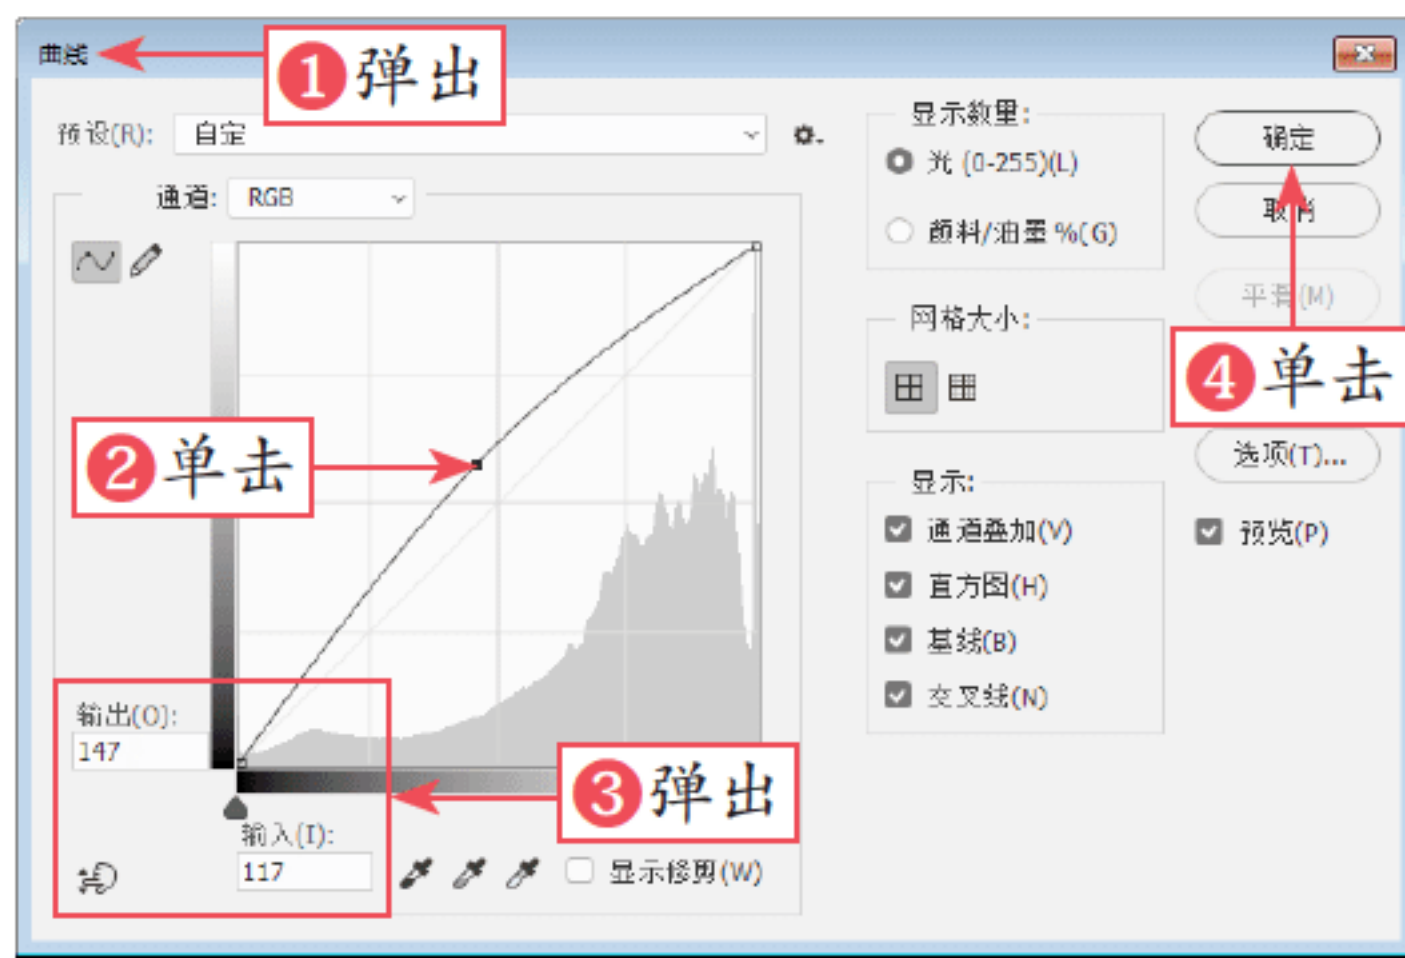 曲线
❶弹出
预设(R): 自定
通道: RGB
❷单击
输出(O):
147
❸弹出
输入(I):
117
显示修剪(W)
显示数量:
光 (0-255)(L)
颜料/油墨 %(G)
网格大小:
显示:
通道叠加(V)
直方图(H)
基线(B)
交叉线(N)
确定
取消
平滑(M)
❹单击
选项(T)...
预览(P)